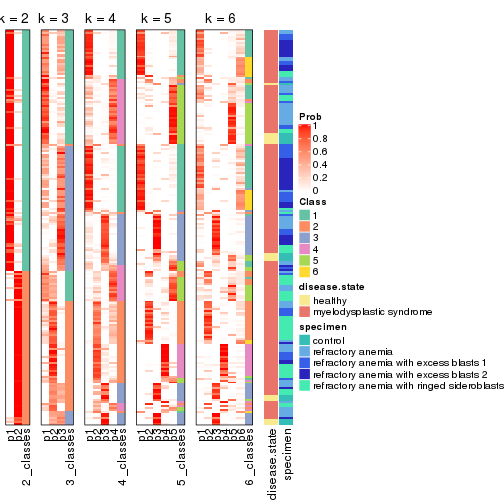 k = 2 k = 3 k = 4 k = 5 k = 6
Prob
1
0.8
0.6
0.4
0.2
0
Class
1
2
3
4
5
6
disease.state
healthy
myelodysplastic syndrome
specimen
control
refractory anemia
refractory anemia with excess blasts 1
refractory anemia with excess blasts 2
refractory anemia with ringed sideroblasts
p1
p2
2_classes
p1
p2
p3
3_classes
p1
p2
p3
p4
4_classes
p1
p2
p3
p4
p5
5_classes
p1
p2
p3
p4
p5
p6
6_classes
disease.state
specimen